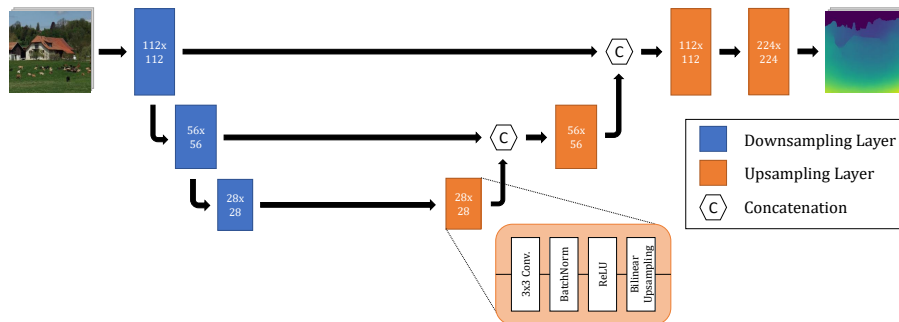 112x
112
C
112x
112
224x
224
56x
56
C
56x
56
28x
28
28x
28
Downsampling Layer
Upsampling Layer
C
Concatenation
3x3 Conv.
BatchNorm
ReLU
Bilinear
Upsampling